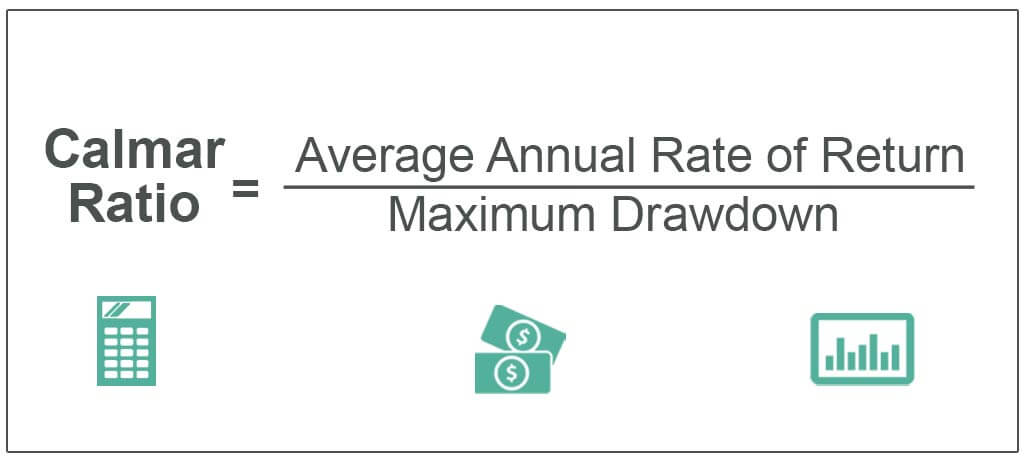 Calmar
Ratio
=
Average Annual Rate of Return
Maximum Drawdown
$
$